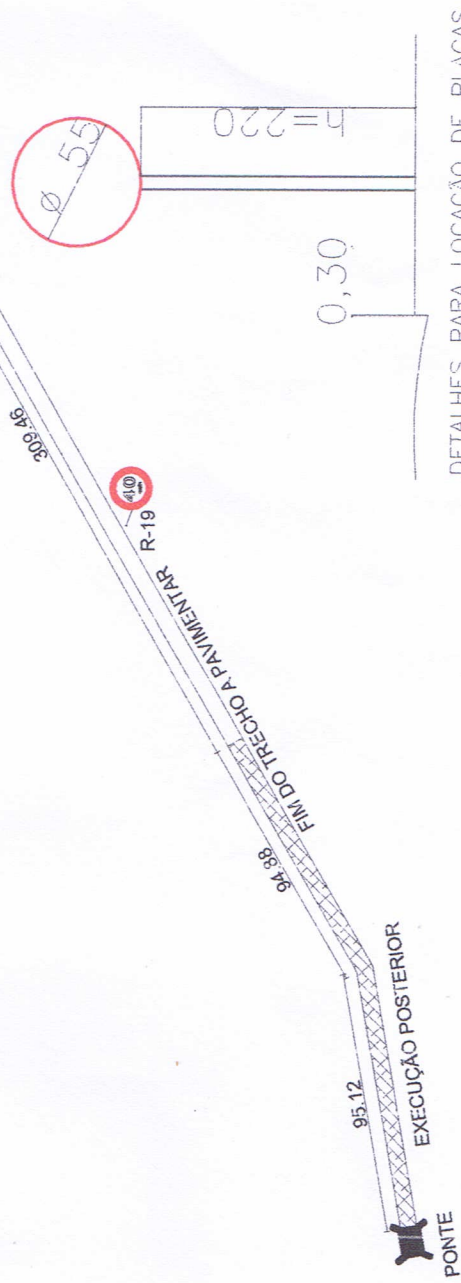 Ø 55
h=220
0,30
DETALHES PARA LOCAÇÃO DE PLACAS
309.46
40
R-19
FIM DO TRECHO A PAVIMENTAR
94.88
95.12
EXECUÇÃO POSTERIOR
PONTE